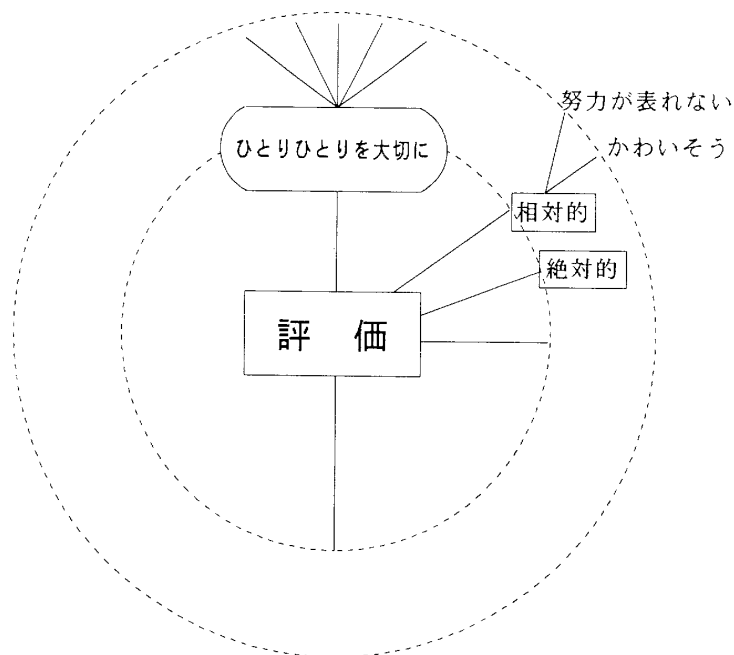 努力が表れない
かわいそう
ひとりひとりを大切に
相対的
絶対的
評 価